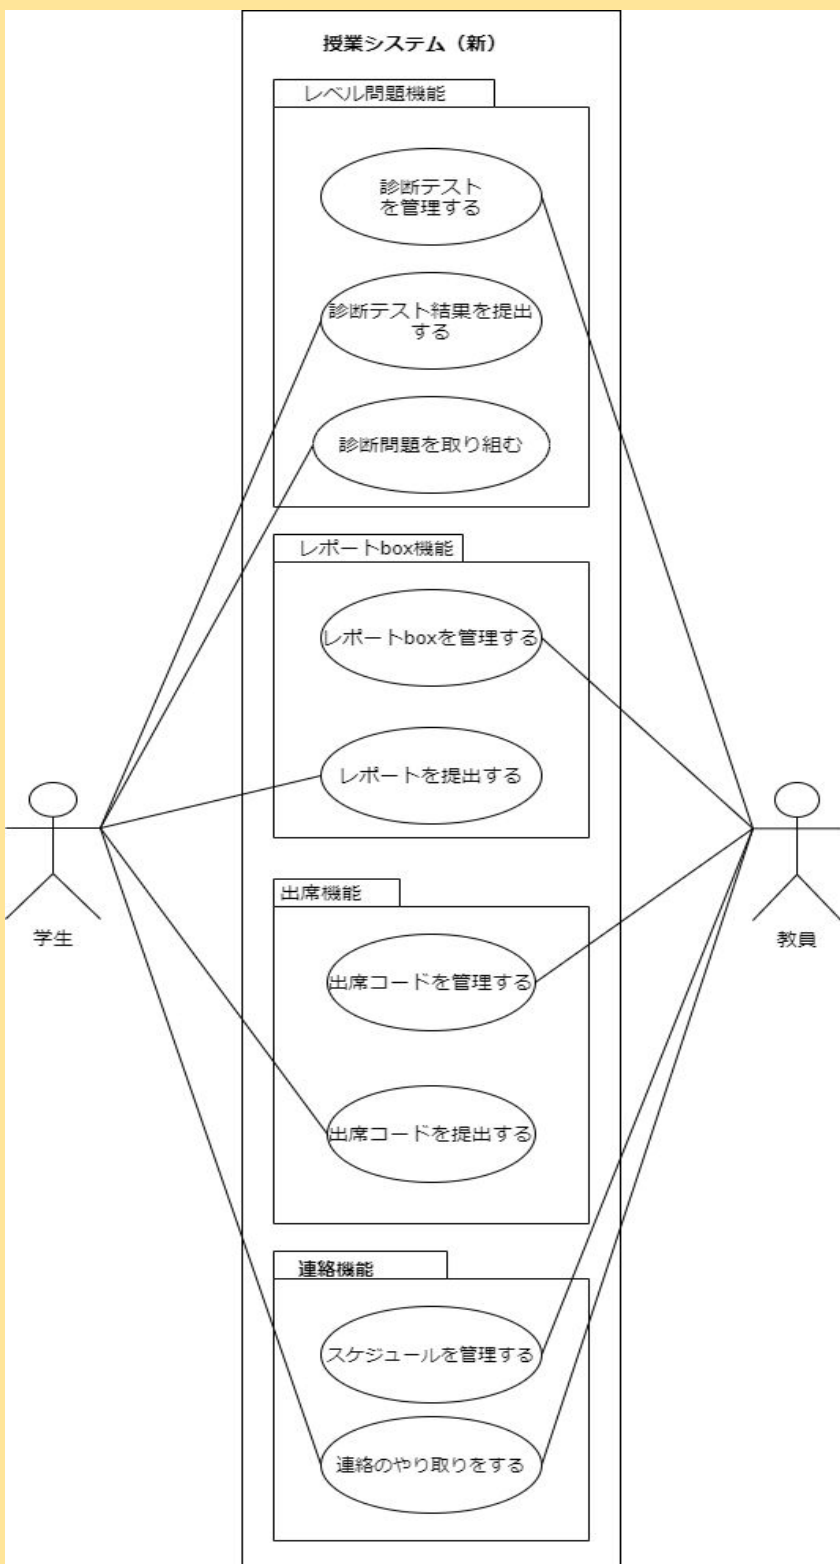 授業システム（新）
レベル問題機能
診断テスト
を管理する
診断テスト結果を提出
する
診断問題を取り組む
レポートbox機能
レポートboxを管理する
レポートを提出する
学生
教員
出席機能
出席コードを管理する
出席コードを提出する
連絡機能
スケジュールを管理する
連絡のやり取りをする